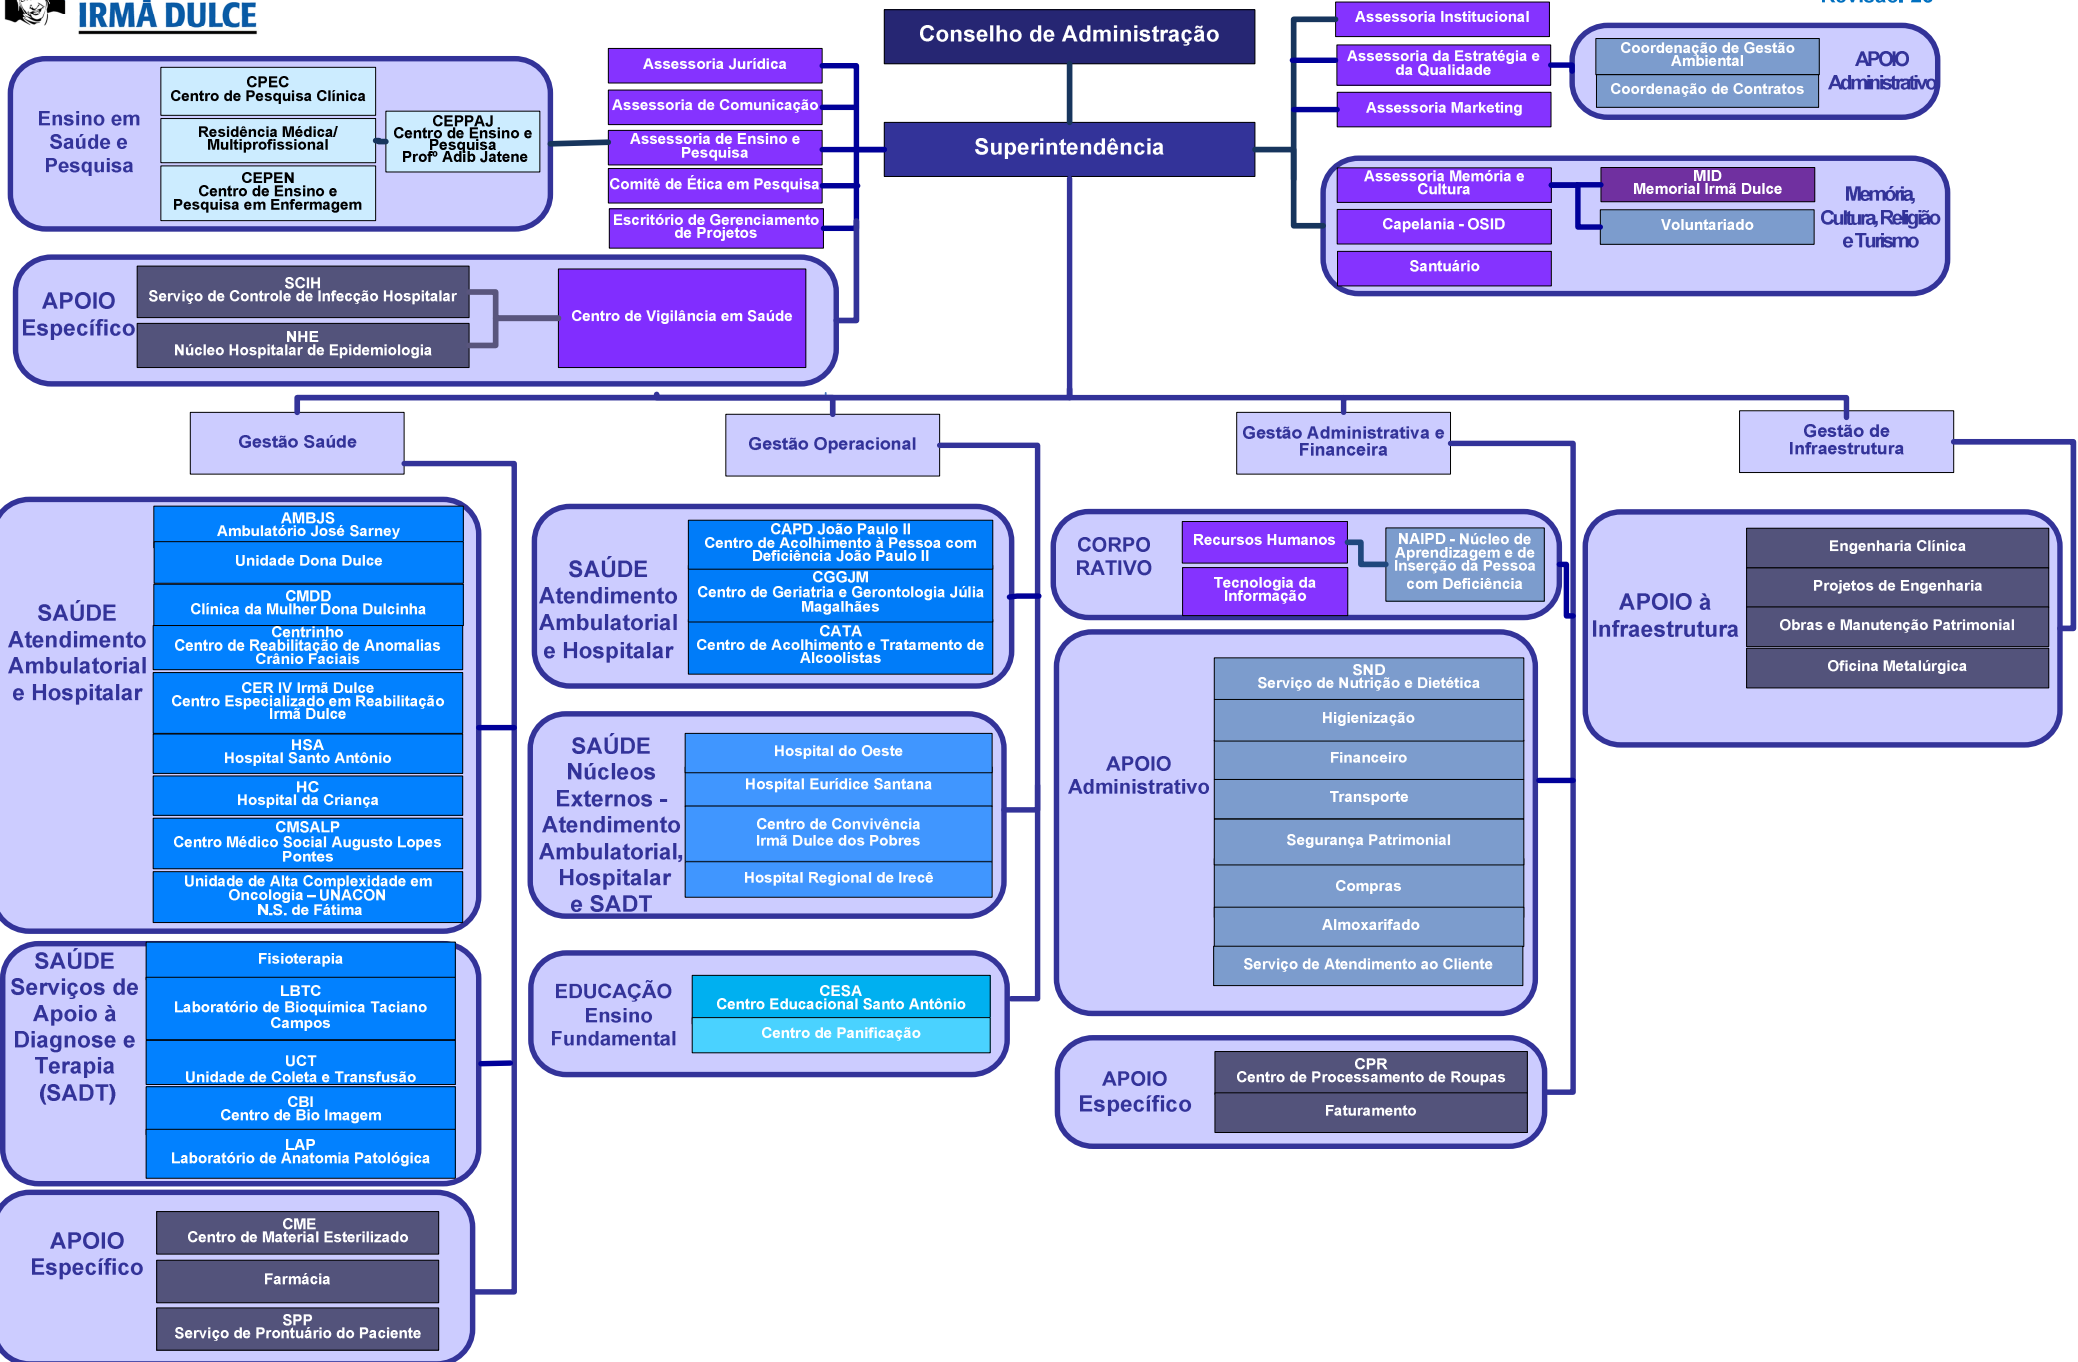 IRMÃ DULCE
Conselho de Administração
Superintendência
Assessoria Jurídica
Assessoria de Comunicação
Assessoria de Ensino e
Pesquisa
Comitê de Ética em Pesquisa
Escritório de Gerenciamento
de Projetos
Ensino em
Saúde e
Pesquisa
CPEC
Centro de Pesquisa Clínica
Residência Médica/
Multiprofissional
CEPEN
Centro de Ensino e
Pesquisa em Enfermagem
CEPPAJ
Centro de Ensino e
Pesquisa
Profº Adib Jatene
APOIO
Específico
SCIH
Serviço de Controle de Infecção Hospitalar
NHE
Núcleo Hospitalar de Epidemiologia
Centro de Vigilância em Saúde
Assessoria Institucional
Assessoria da Estratégia e
da Qualidade
Assessoria Marketing
Coordenação de Gestão
Ambiental
Coordenação de Contratos
APOIO
Administrativo
Assessoria Memória e
Cultura
Capelania - OSID
Santuário
MID
Memorial Irmã Dulce
Voluntariado
Memória,
Cultura, Religião
e Turismo
Gestão Saúde
Gestão Operacional
Gestão Administrativa e
Financeira
Gestão de
Infraestrutura
SAÚDE
Atendimento
Ambulatorial
e Hospitalar
AMBJS
Ambulatório José Sarney
Unidade Dona Dulce
CMDD
Clínica da Mulher Dona Dulcinha
Centrinho
Centro de Reabilitação de Anomalias
Crânio Faciais
CER IV Irmã Dulce
Centro Especializado em Reabilitação
Irmã Dulce
HSA
Hospital Santo Antônio
HC
Hospital da Criança
CMSALP
Centro Médico Social Augusto Lopes
Pontes
Unidade de Alta Complexidade em
Oncologia – UNACON
N.S. de Fátima
SAÚDE
Serviços de
Apoio à
Diagnose e
Terapia
(SADT)
Fisioterapia
LBTC
Laboratório de Bioquímica Taciano
Campos
UCT
Unidade de Coleta e Transfusão
CBI
Centro de Bio Imagem
LAP
Laboratório de Anatomia Patológica
APOIO
Específico
CME
Centro de Material Esterilizado
Farmácia
SPP
Serviço de Prontuário do Paciente
SAÚDE
Atendimento
Ambulatorial
e Hospitalar
CAPD João Paulo II
Centro de Acolhimento à Pessoa com
Deficiência João Paulo II
CGGJM
Centro de Geriatria e Gerontologia Júlia
Magalhães
CATA
Centro de Acolhimento e Tratamento de
Alcoolistas
SAÚDE
Núcleos
Externos -
Atendimento
Ambulatorial,
Hospitalar
e SADT
Hospital do Oeste
Hospital Eurídice Santana
Centro de Convivência
Irmã Dulce dos Pobres
Hospital Regional de Irecê
EDUCAÇÃO
Ensino
Fundamental
CESA
Centro Educacional Santo Antônio
Centro de Panificação
CORPO
RATIVO
Recursos Humanos
Tecnologia da
Informação
NAIPD - Núcleo de
Aprendizagem e de
Inserção da Pessoa
com Deficiência
APOIO
Administrativo
SND
Serviço de Nutrição e Dietética
Higienização
Financeiro
Transporte
Segurança Patrimonial
Compras
Almoxarifado
Serviço de Atendimento ao Cliente
APOIO
Específico
CPR
Centro de Processamento de Roupas
Faturamento
APOIO à
Infraestrutura
Engenharia Clínica
Projetos de Engenharia
Obras e Manutenção Patrimonial
Oficina Metalúrgica